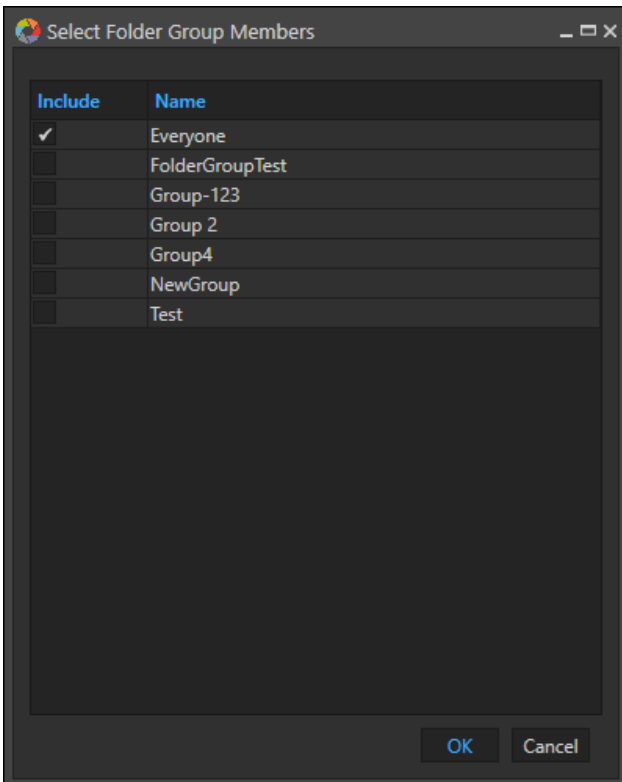 Select Folder Group Members
Include Name
Everyone
FolderGroupTest
Group-123
Group 2
Group4
NewGroup
Test
OK Cancel